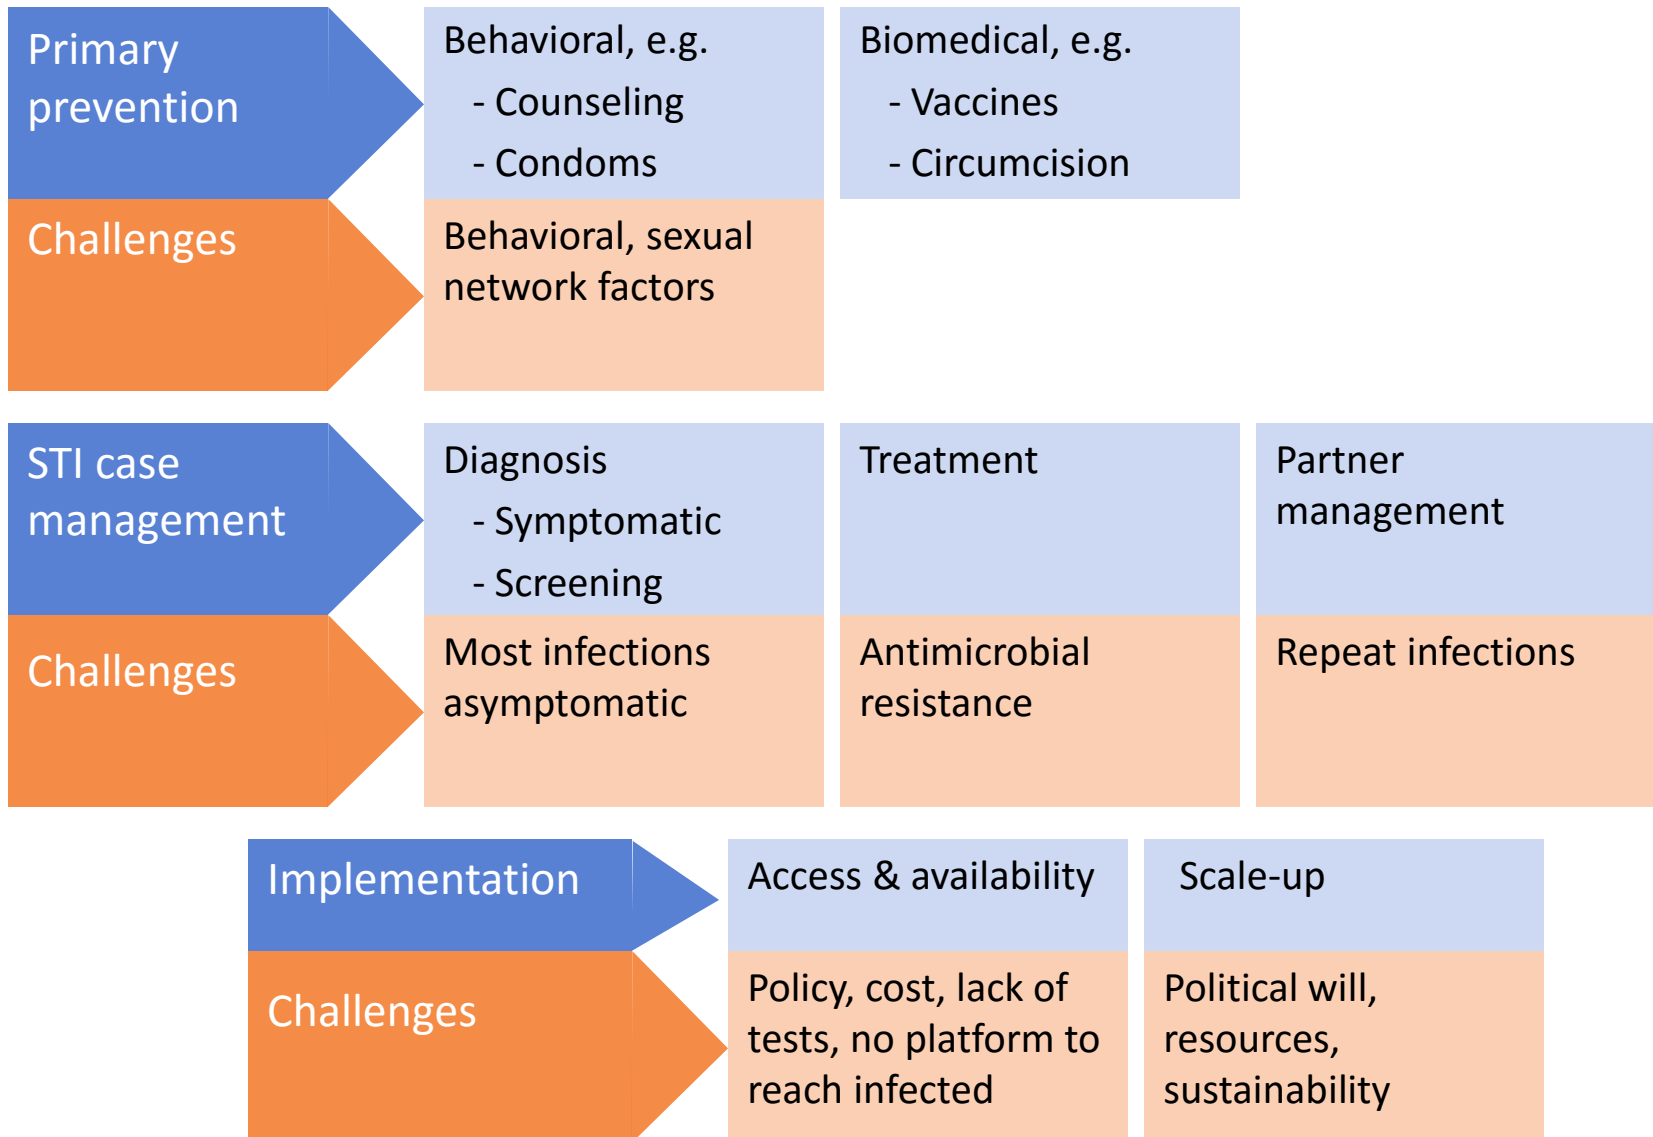 Primary
prevention
Behavioral, e.g.
- Counseling
- Condoms
Biomedical, e.g.
- Vaccines
- Circumcision
Challenges
Behavioral, sexual
network factors
STI case
management
Diagnosis
- Symptomatic
- Screening
Treatment
Partner
management
Challenges
Most infections
asymptomatic
Antimicrobial
resistance
Repeat infections
Implementation
Access & availability
Scale-up
Challenges
Policy, cost, lack of
tests, no platform to
reach infected
Political will,
resources,
sustainability